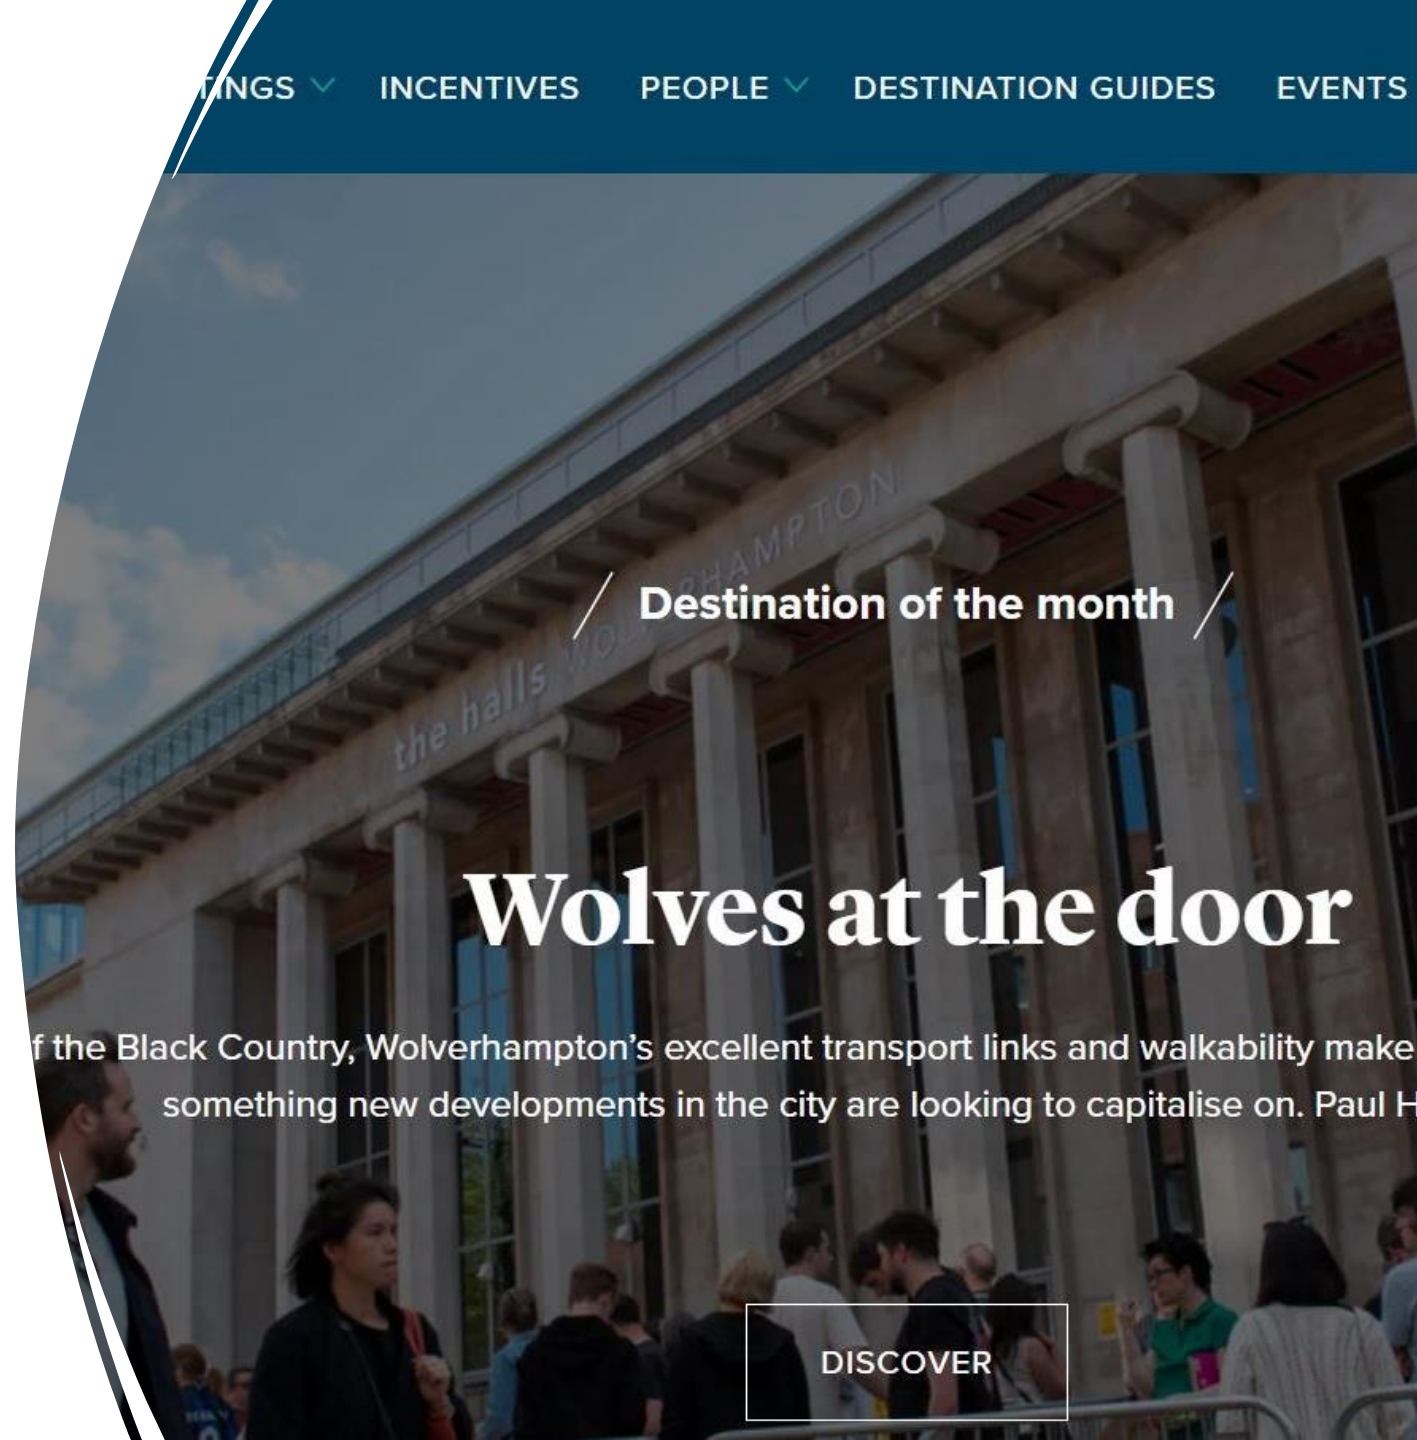 TINGS INCENTIVES PEOPLE DESTINATION GUIDES EVENTS
Destination of the month
the halls WOLVERHAMPTON
Wolves at the door
f the Black Country, Wolverhampton’s excellent transport links and walkability make
something new developments in the city are looking to capitalise on. Paul H
DISCOVER